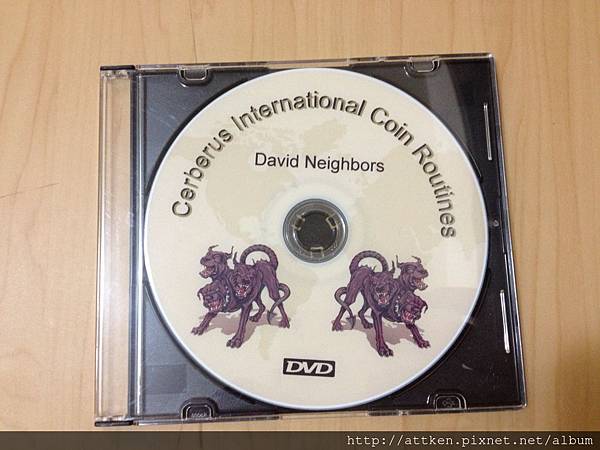 Cerberus International Coin Routines
David Neighbors
DVD
http://attken.pixnet.net/album